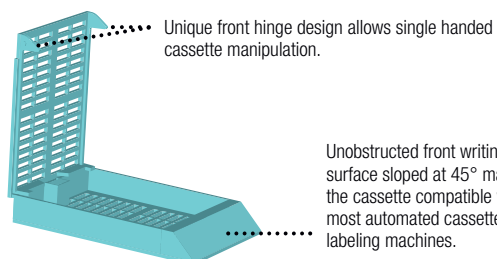 Unique front hinge design allows single handed
cassette manipulation.
Unobstructed front writing
surface sloped at 45°
the cassette compatible
most automated cassette
labeling machines.